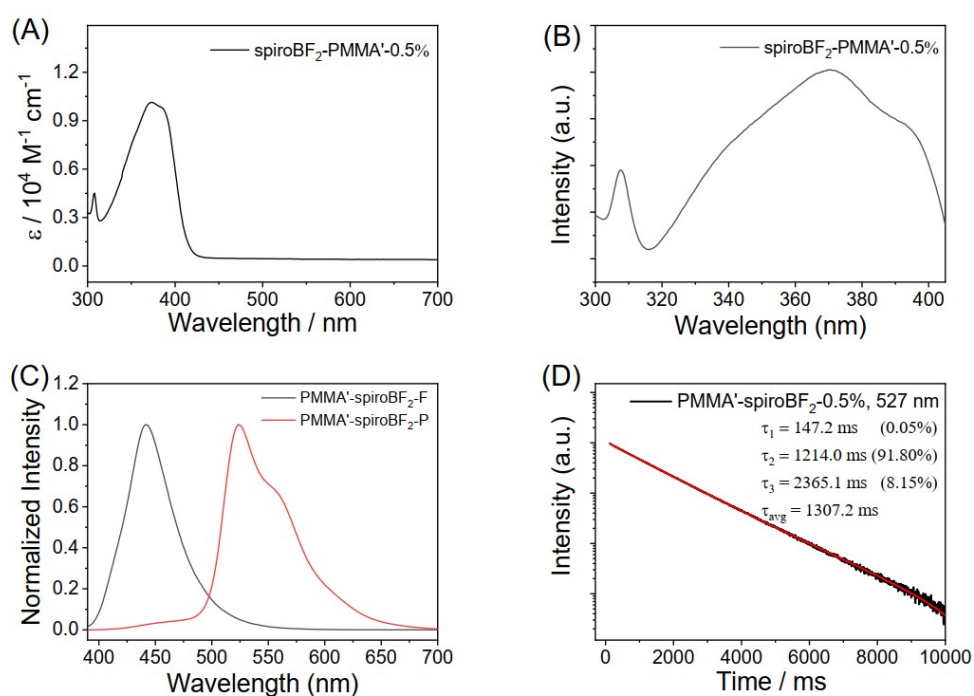 (A)
spiroBF₂-PMMA'-0.5%
ε / 10⁴ M⁻¹ cm⁻¹
1.2
0.9
0.6
0.3
0.0
300 400 500 600 700
Wavelength / nm
(B)
spiroBF₂-PMMA'-0.5%
Intensity (a.u.)
300 320 340 360 380 400
Wavelength (nm)
(C)
PMMA'-spiroBF₂-F
PMMA'-spiroBF₂-P
Normalized Intensity
1.2
1.0
0.8
0.6
0.4
0.2
0.0
400 450 500 550 600 650 700
Wavelength (nm)
(D)
PMMA'-spiroBF₂-0.5%, 527 nm
τ₁ = 147.2 ms (0.05%)
τ₂ = 1214.0 ms (91.80%)
τ₃ = 2365.1 ms (8.15%)
τavg = 1307.2 ms
Intensity (a.u.)
0 2000 4000 6000 8000 10000
Time / ms